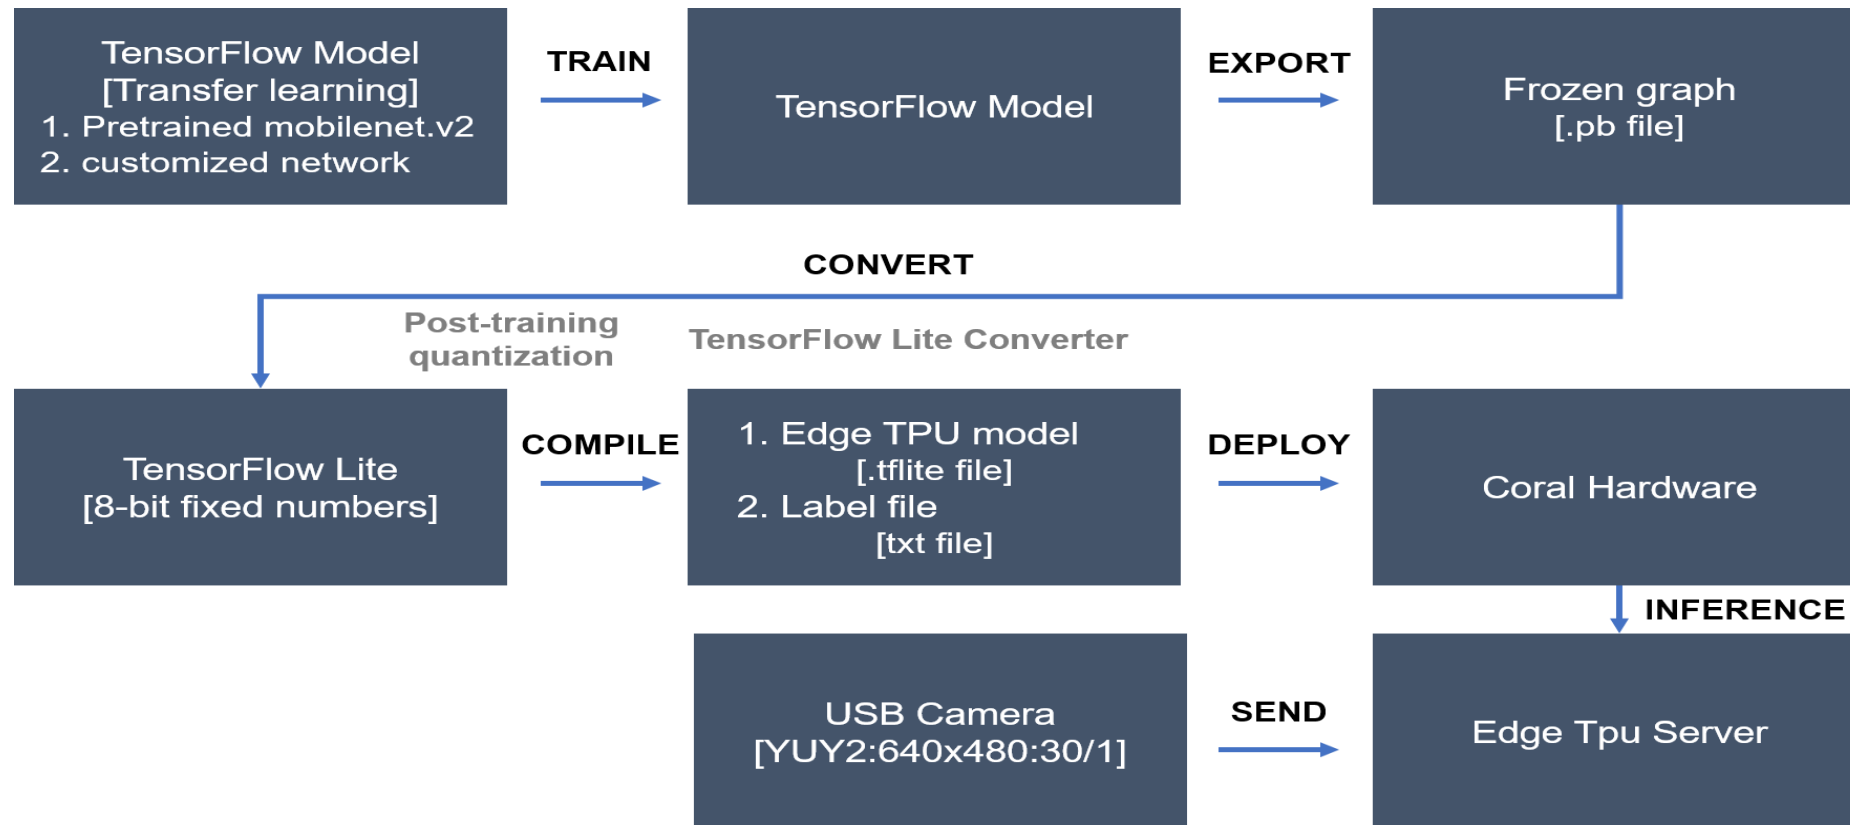 TensorFlow Model
[Transfer learning]
1. Pretrained mobilenet.v2
2. customized network
TRAIN
TensorFlow Model
EXPORT
Frozen graph
[.pb file]
CONVERT
Post-training
quantization
TensorFlow Lite Converter
TensorFlow Lite
[8-bit fixed numbers]
COMPILE
1. Edge TPU model
[.tflite file]
2. Label file
[txt file]
DEPLOY
Coral Hardware
INFERENCE
USB Camera
[YUY2:640x480:30/1]
SEND
Edge Tpu Server